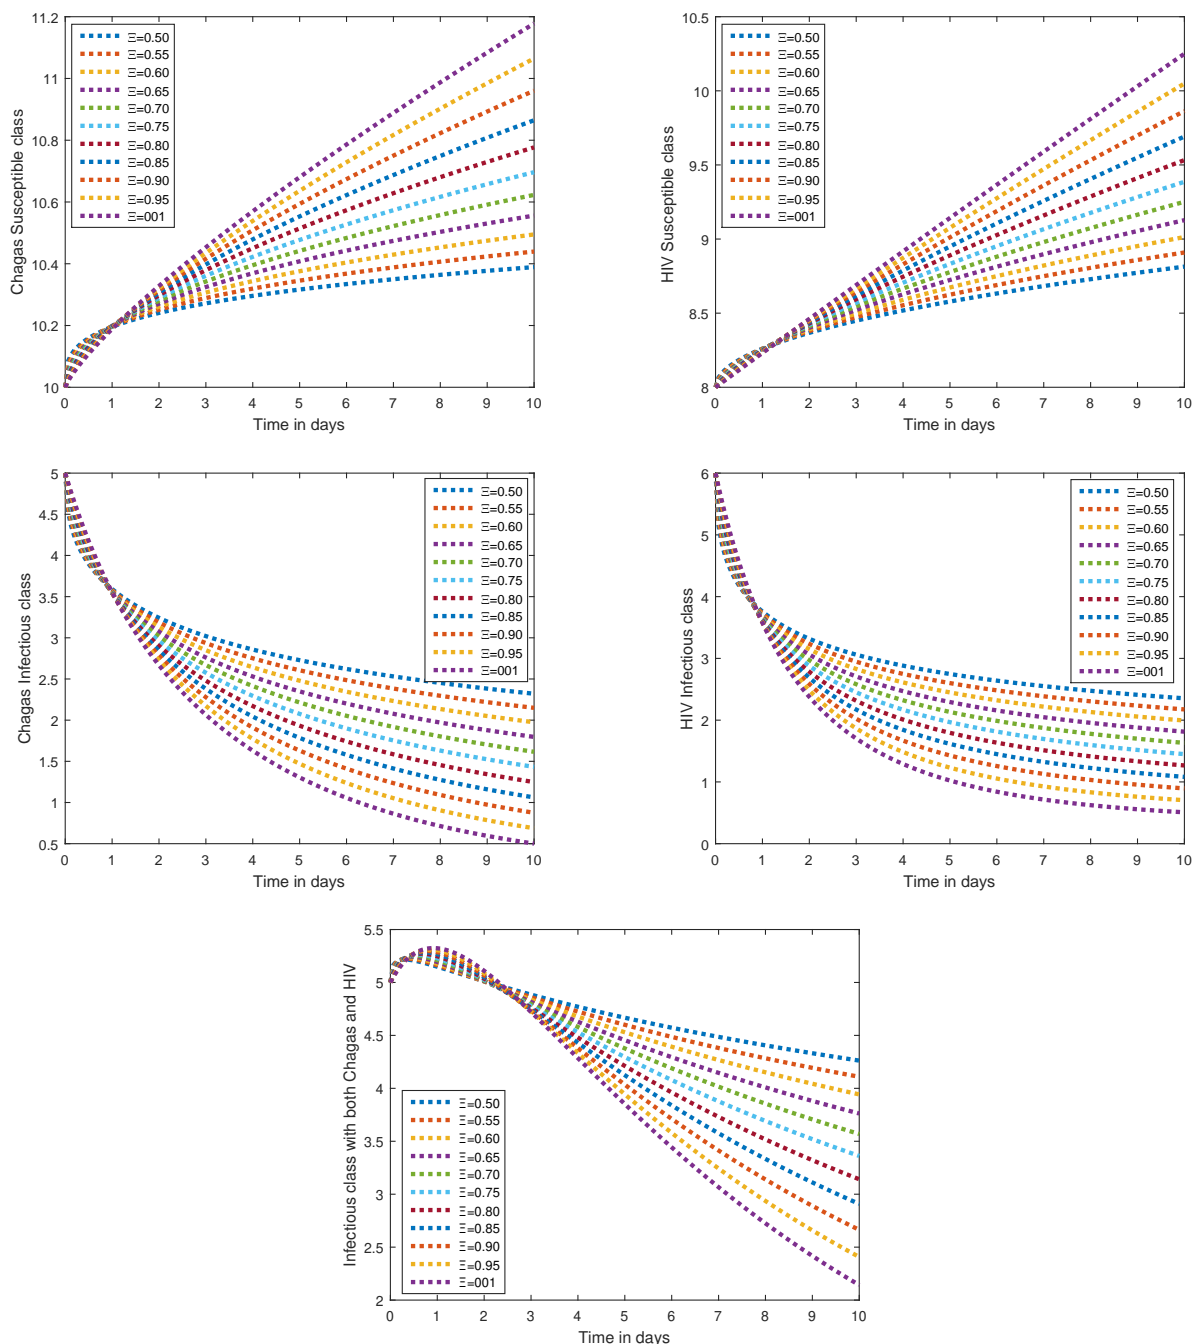 11.2
11
10.8
10.6
10.4
10.2
10
Chagas Susceptible class
Ξ=0.50
Ξ=0.55
Ξ=0.60
Ξ=0.65
Ξ=0.70
Ξ=0.75
Ξ=0.80
Ξ=0.85
Ξ=0.90
Ξ=0.95
Ξ=001
0 1 2 3 4 5 6 7 8 9 10
Time in days
10.5
10
9.5
9
8.5
8
HIV Susceptible class
Ξ=0.50
Ξ=0.55
Ξ=0.60
Ξ=0.65
Ξ=0.70
Ξ=0.75
Ξ=0.80
Ξ=0.85
Ξ=0.90
Ξ=0.95
Ξ=001
0 1 2 3 4 5 6 7 8 9 10
Time in days
5
4.5
4
3.5
3
2.5
2
1.5
1
0.5
Chagas Infectious class
Ξ=0.50
Ξ=0.55
Ξ=0.60
Ξ=0.65
Ξ=0.70
Ξ=0.75
Ξ=0.80
Ξ=0.85
Ξ=0.90
Ξ=0.95
Ξ=001
0 1 2 3 4 5 6 7 8 9 10
Time in days
6
5
4
3
2
1
0
HIV Infectious class
Ξ=0.50
Ξ=0.55
Ξ=0.60
Ξ=0.65
Ξ=0.70
Ξ=0.75
Ξ=0.80
Ξ=0.85
Ξ=0.90
Ξ=0.95
Ξ=001
0 1 2 3 4 5 6 7 8 9 10
Time in days
5.5
5
4.5
4
3.5
3
2.5
2
Infectious class with both Chagas and HIV
Ξ=0.50
Ξ=0.55
Ξ=0.60
Ξ=0.65
Ξ=0.70
Ξ=0.75
Ξ=0.80
Ξ=0.85
Ξ=0.90
Ξ=0.95
Ξ=001
0 1 2 3 4 5 6 7 8 9 10
Time in days